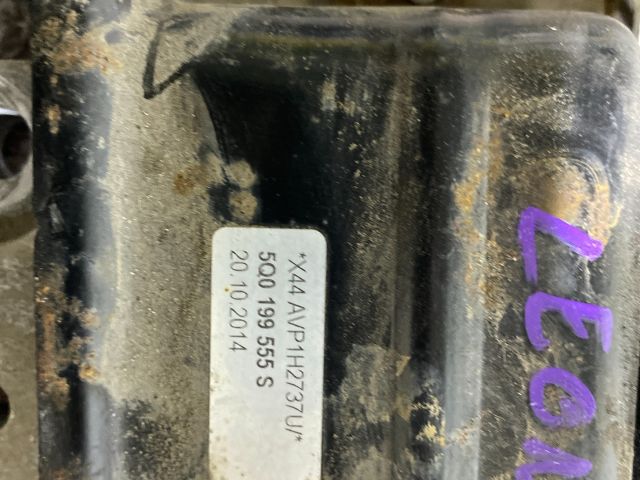 *X44 AVP1H2737U/*
5Q0 199 555 S
20.10.2014
LEON